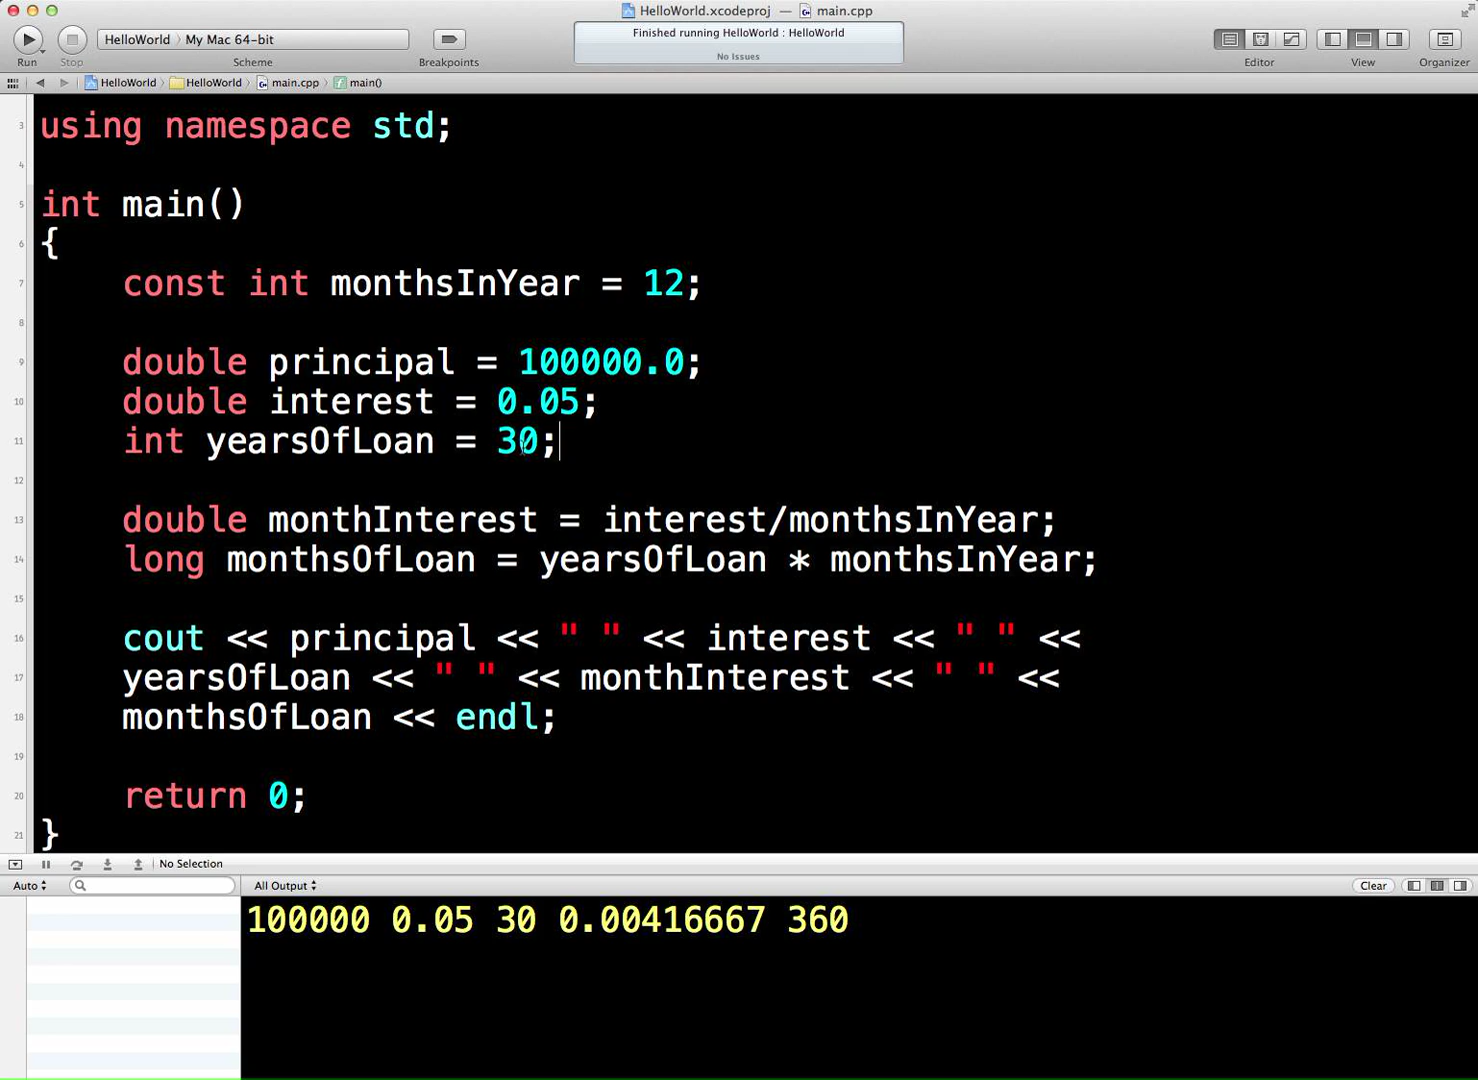 HelloWorld.xcodeproj — main.cpp
HelloWorld 〉 My Mac 64-bit
Finished running HelloWorld : HelloWorld
No Issues
Run Stop Scheme Breakpoints Editor View Organizer
HelloWorld 〉 HelloWorld 〉 main.cpp 〉 main()
3 using namespace std;
4
5 int main()
6 {
7 const int monthsInYear = 12;
8
9 double principal = 100000.0;
10 double interest = 0.05;
11 int yearsOfLoan = 30;
12
13 double monthInterest = interest/monthsInYear;
14 long monthsOfLoan = yearsOfLoan * monthsInYear;
15
16 cout << principal << " " << interest << " " <<
17 yearsOfLoan << " " << monthInterest << " " <<
18 monthsOfLoan << endl;
19
20 return 0;
21 }
No Selection
Auto All Output Clear
100000 0.05 30 0.00416667 360